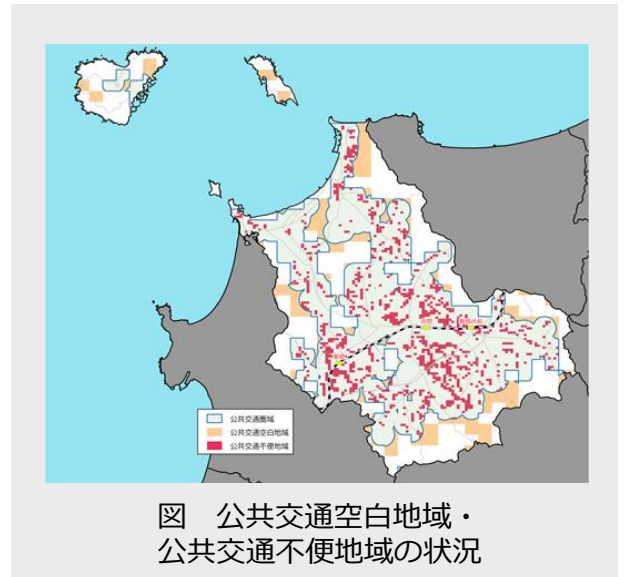 公共交通圏域
公共交通空白地域
公共交通不便地域
図　公共交通空白地域・
公共交通不便地域の状況